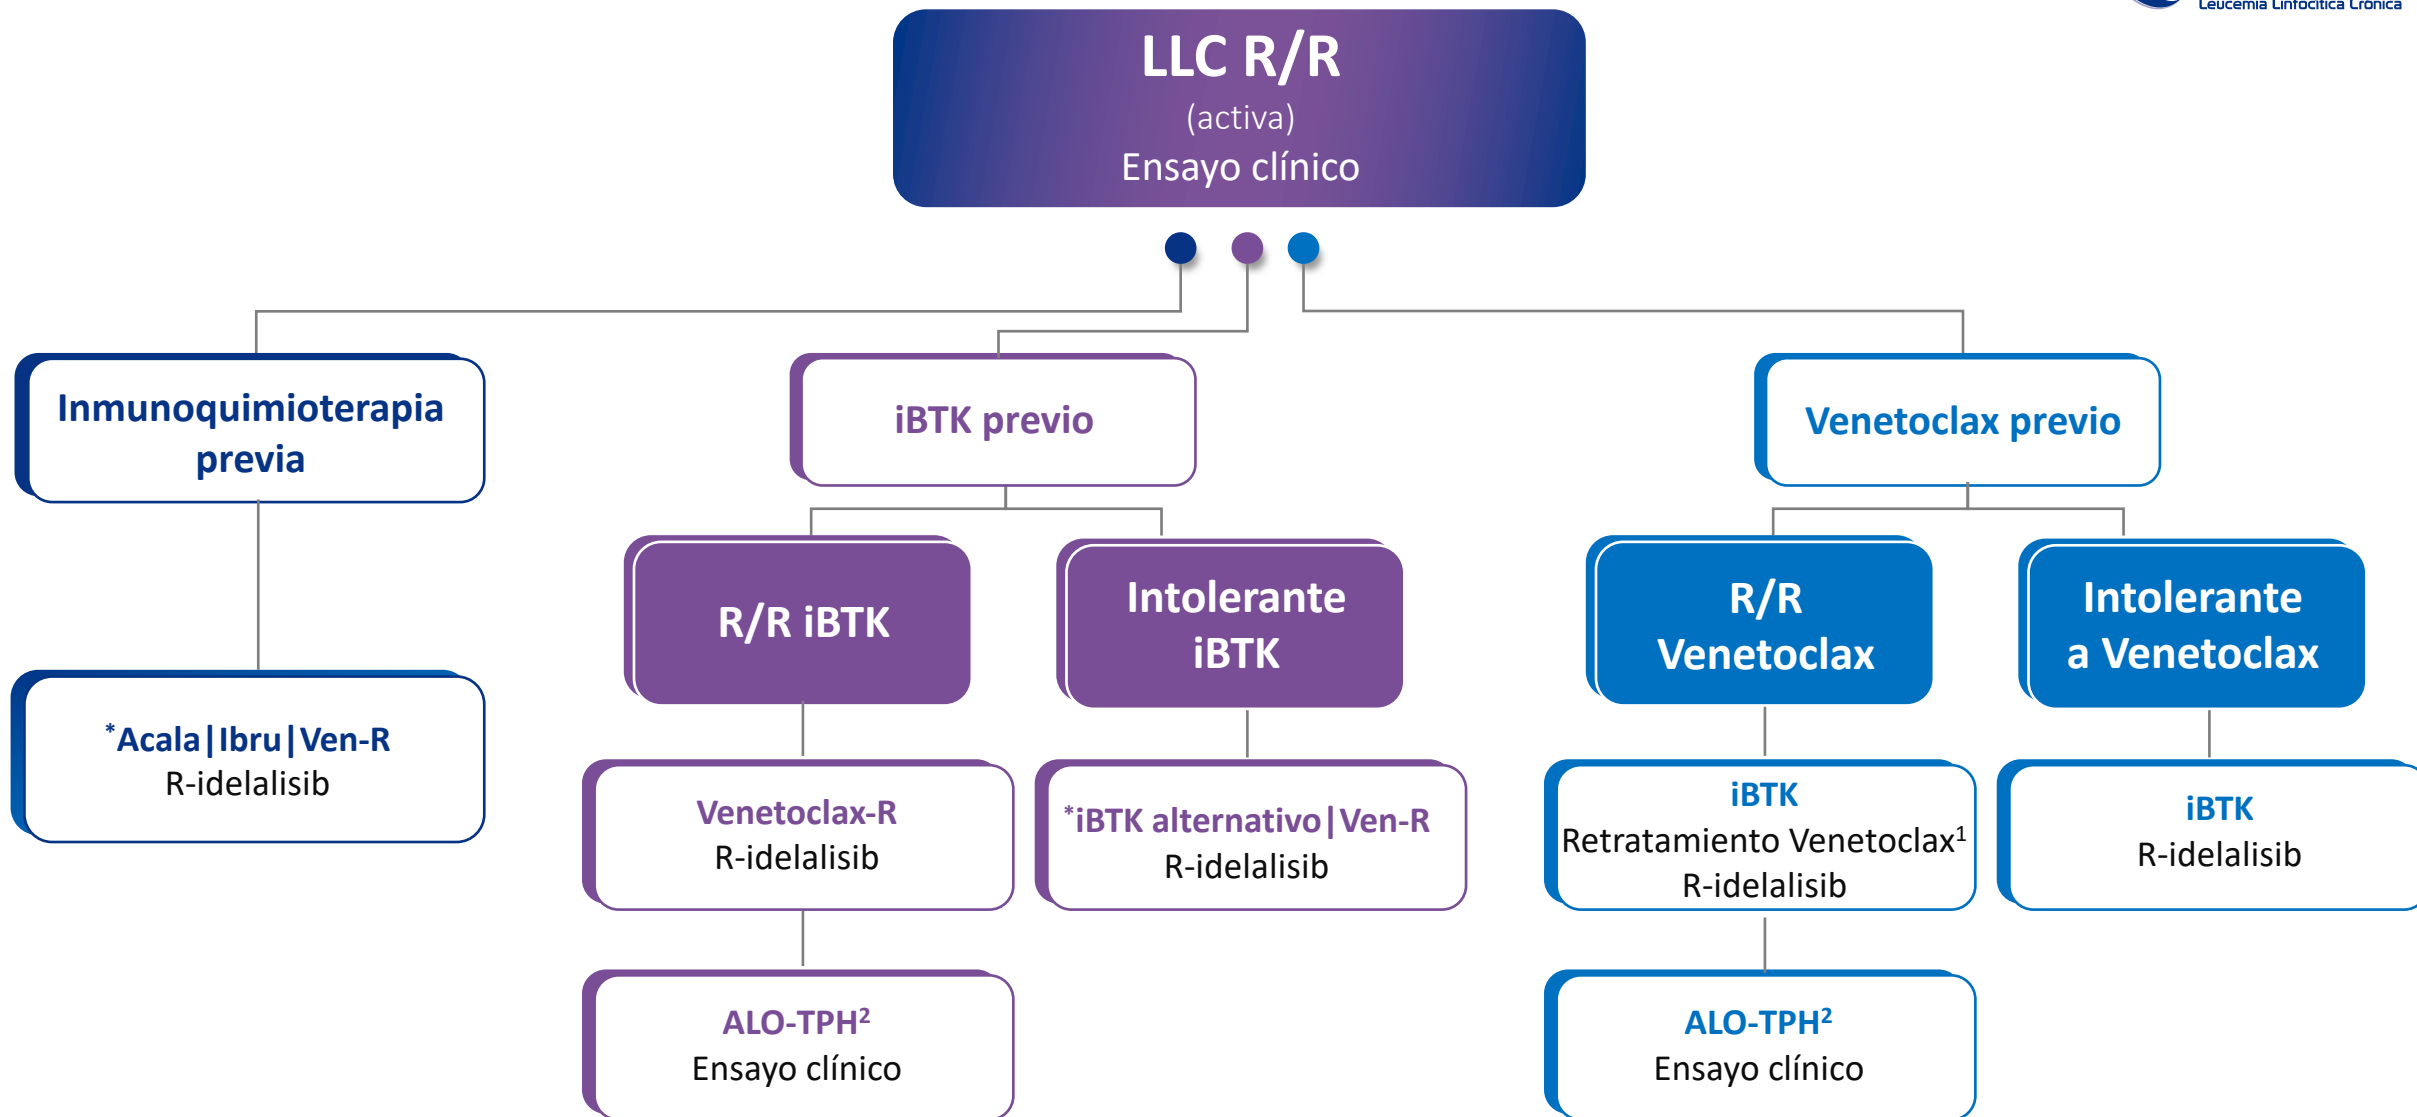 Leucemia Linfocítica Crónica
LLC R/R
(activa)
Ensayo clínico
Inmunoquimioterapia
previa
*Acala|Ibru|Ven-R
R-idelalisib
iBTK previo
R/R iBTK
Venetoclax-R
R-idelalisib
ALO-TPH²
Ensayo clínico
Intolerante
iBTK
*iBTK alternativo|Ven-R
R-idelalisib
Venetoclax previo
R/R
Venetoclax
iBTK
Retratamiento Venetoclax¹
R-idelalisib
ALO-TPH²
Ensayo clínico
Intolerante
a Venetoclax
iBTK
R-idelalisib